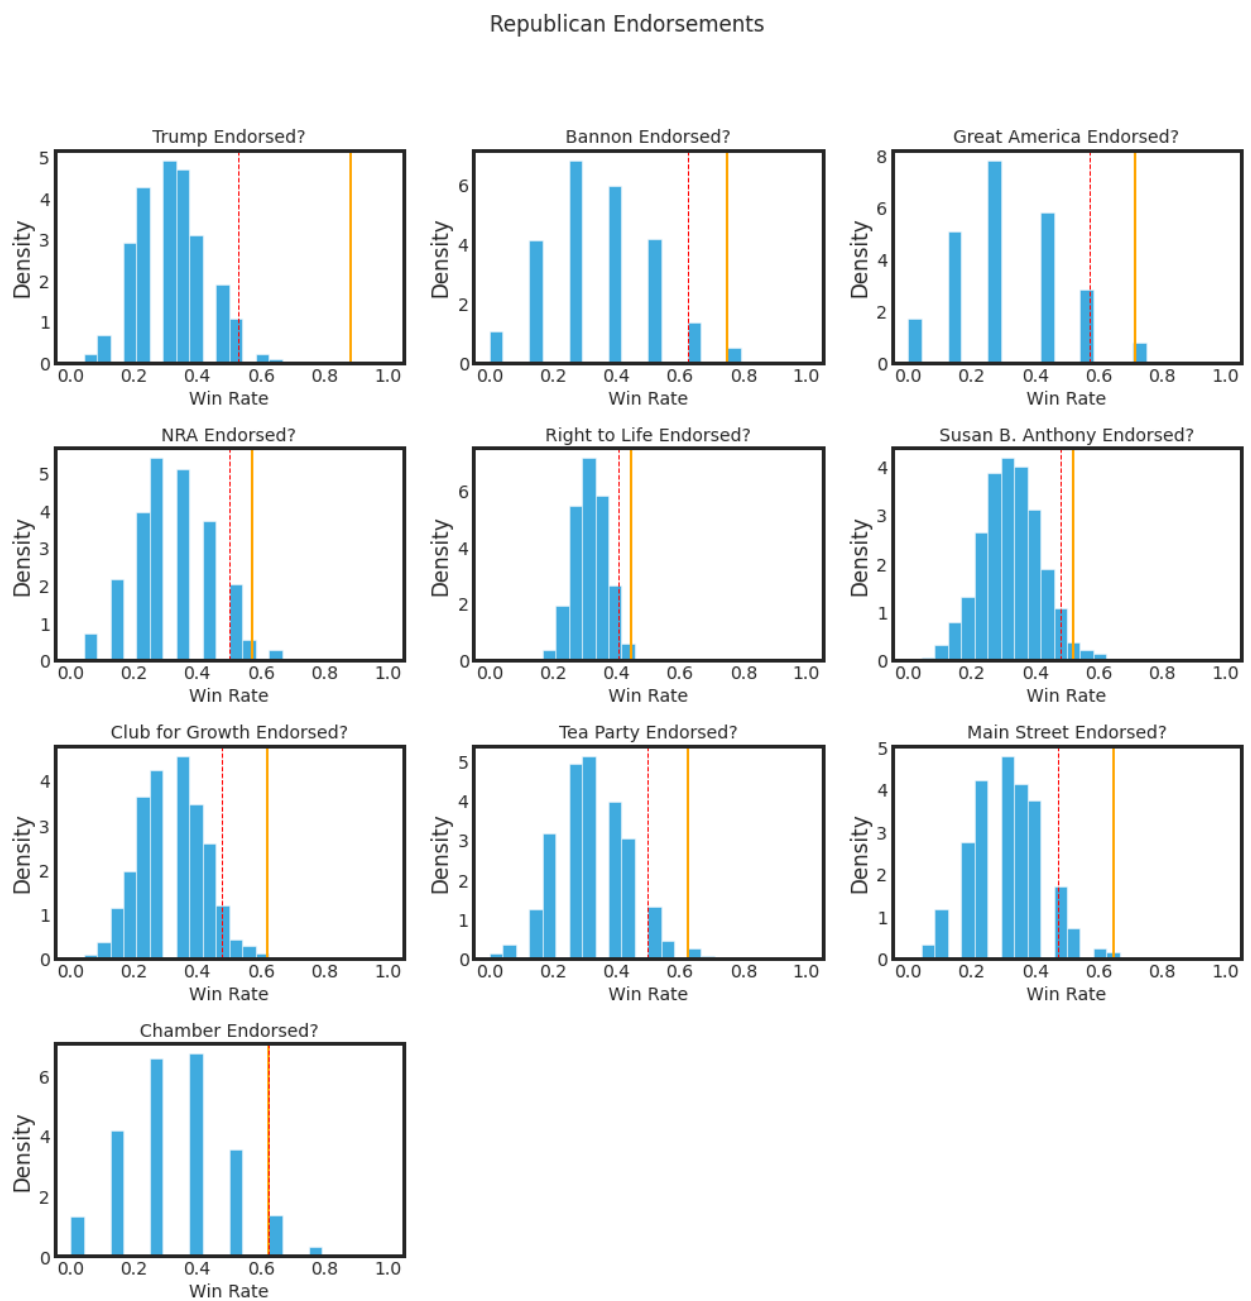 Republican Endorsements
Trump Endorsed?
Density
5
4
3
2
1
0
0.0 0.2 0.4 0.6 0.8 1.0
Win Rate
Bannon Endorsed?
Density
6
4
2
0
0.0 0.2 0.4 0.6 0.8 1.0
Win Rate
Great America Endorsed?
Density
8
6
4
2
0
0.0 0.2 0.4 0.6 0.8 1.0
Win Rate
NRA Endorsed?
Density
5
4
3
2
1
0
0.0 0.2 0.4 0.6 0.8 1.0
Win Rate
Right to Life Endorsed?
Density
6
4
2
0
0.0 0.2 0.4 0.6 0.8 1.0
Win Rate
Susan B. Anthony Endorsed?
Density
4
3
2
1
0
0.0 0.2 0.4 0.6 0.8 1.0
Win Rate
Club for Growth Endorsed?
Density
4
3
2
1
0
0.0 0.2 0.4 0.6 0.8 1.0
Win Rate
Tea Party Endorsed?
Density
5
4
3
2
1
0
0.0 0.2 0.4 0.6 0.8 1.0
Win Rate
Main Street Endorsed?
Density
5
4
3
2
1
0
0.0 0.2 0.4 0.6 0.8 1.0
Win Rate
Chamber Endorsed?
Density
6
4
2
0
0.0 0.2 0.4 0.6 0.8 1.0
Win Rate